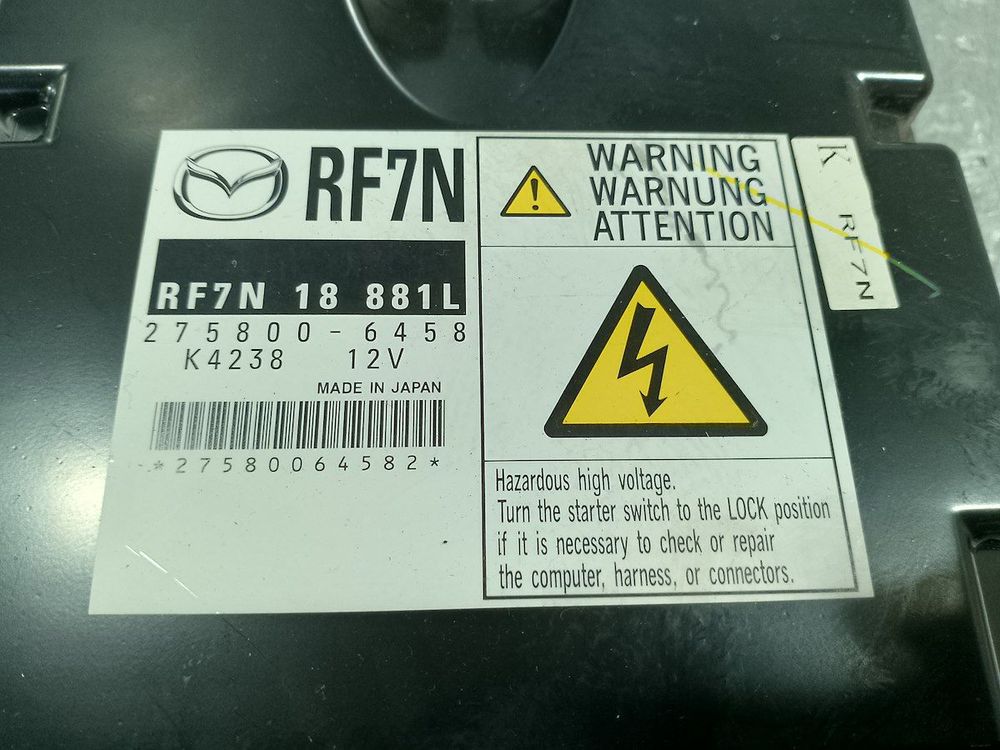 RF7N
RF7N 18 881L
275800-6458
K4238 12V
MADE IN JAPAN
*27580064582*
WARNING
WARNUNG
ATTENTION
Hazardous high voltage.
Turn the starter switch to the LOCK position
if it is necessary to check or repair
the computer, harness, or connectors.
K RF7N